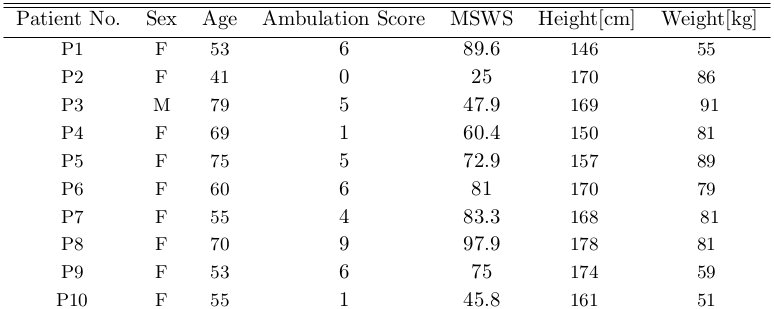 Patient No. Sex Age Ambulation Score MSWS Height[cm] Weight[kg]
P1 F 53 6 89.6 146 55
P2 F 41 0 25 170 86
P3 M 79 5 47.9 169 91
P4 F 69 1 60.4 150 81
P5 F 75 5 72.9 157 89
P6 F 60 6 81 170 79
P7 F 55 4 83.3 168 81
P8 F 70 9 97.9 178 81
P9 F 53 6 75 174 59
P10 F 55 1 45.8 161 51